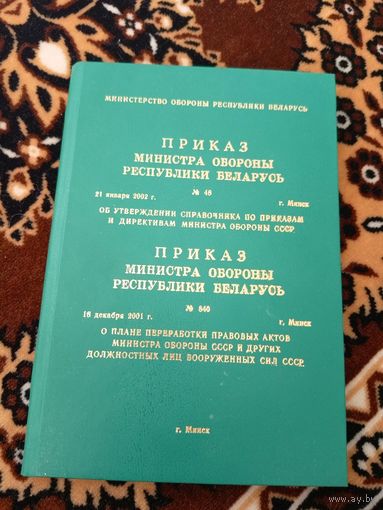 МИНИСТЕРСТВО ОБОРОНЫ РЕСПУБЛИКИ БЕЛАРУСЬ
ПРИКАЗ
МИНИСТРА ОБОРОНЫ
РЕСПУБЛИКИ БЕЛАРУСЬ
№ 45
21 января 2002 г. г. Минск
ОБ УТВЕРЖДЕНИИ СПРАВОЧНИКА ПО ПРИКАЗАМ
И ДИРЕКТИВАМ МИНИСТРА ОБОРОНЫ СССР
ПРИКАЗ
МИНИСТРА ОБОРОНЫ
РЕСПУБЛИКИ БЕЛАРУСЬ
№ 840
16 декабря 2001 г. г. Минск
О ПЛАНЕ ПЕРЕРАБОТКИ ПРАВОВЫХ АКТОВ
МИНИСТРА ОБОРОНЫ СССР И ДРУГИХ
ДОЛЖНОСТНЫХ ЛИЦ ВООРУЖЕННЫХ СИЛ СССР
г. Минск
www.ay.by